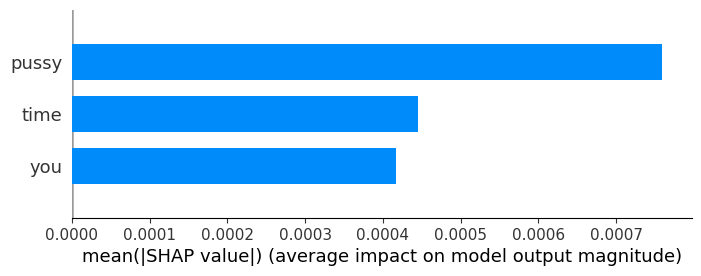 pussy
time
you
0.0000 0.0001 0.0002 0.0003 0.0004 0.0005 0.0006 0.0007
mean(|SHAP value|) (average impact on model output magnitude)